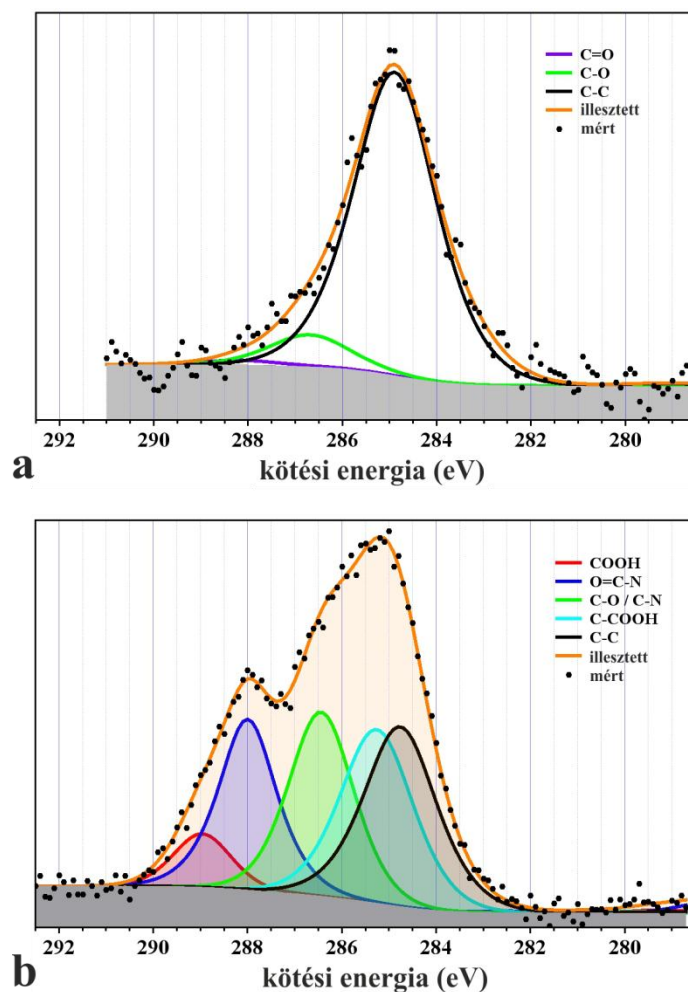 C=O
C-O
C-C
illesztett
mért
292 290 288 286 284 282 280
a
kötési energia (eV)
COOH
O=C-N
C-O / C-N
C-COOH
C-C
illesztett
mért
292 290 288 286 284 282 280
b
kötési energia (eV)